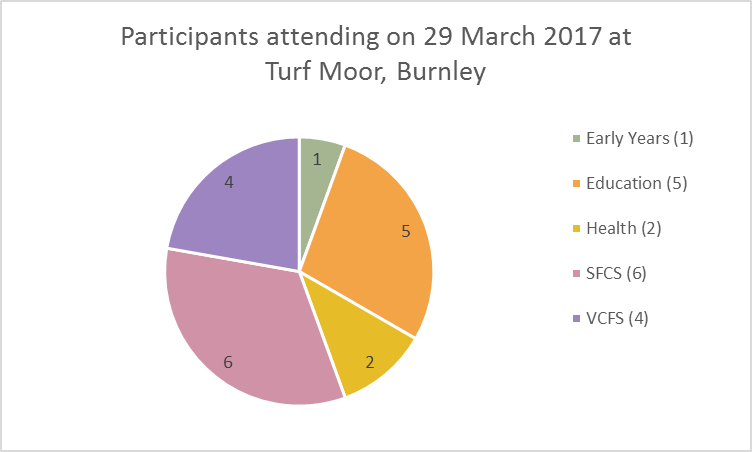 Participants attending on 29 March 2017 at
Turf Moor, Burnley
1
5
2
6
4
Early Years (1)
Education (5)
Health (2)
SFCS (6)
VCFS (4)